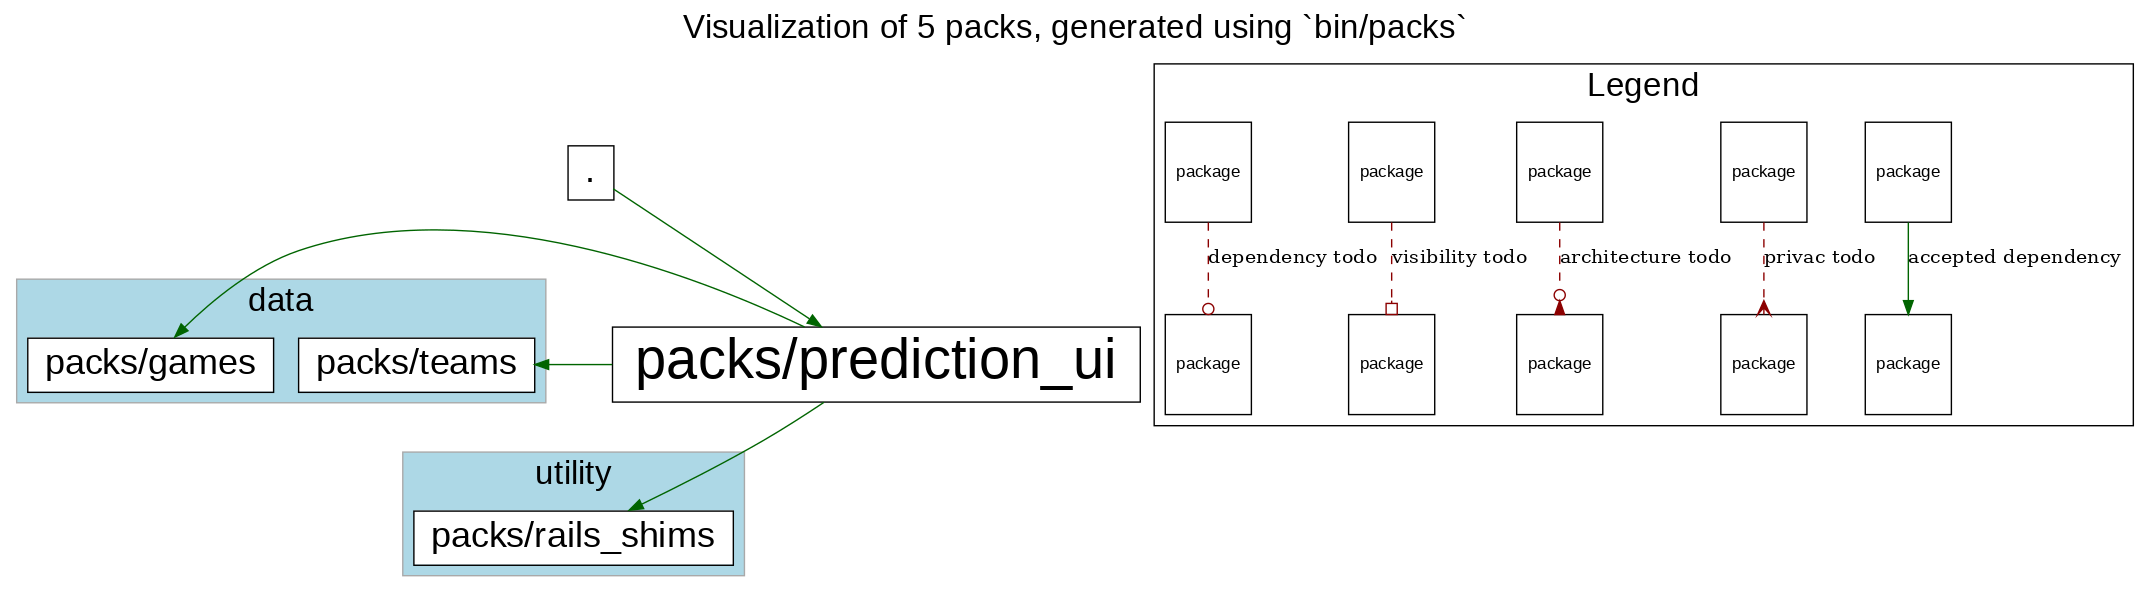 Visualization of 5 packs, generated using `bin/packs`
.
data
packs/games
packs/teams
packs/prediction_ui
utility
packs/rails_shims
Legend
package
package
package
package
package
dependency todo
visibility todo
architecture todo
privac todo
accepted dependency
package
package
package
package
package